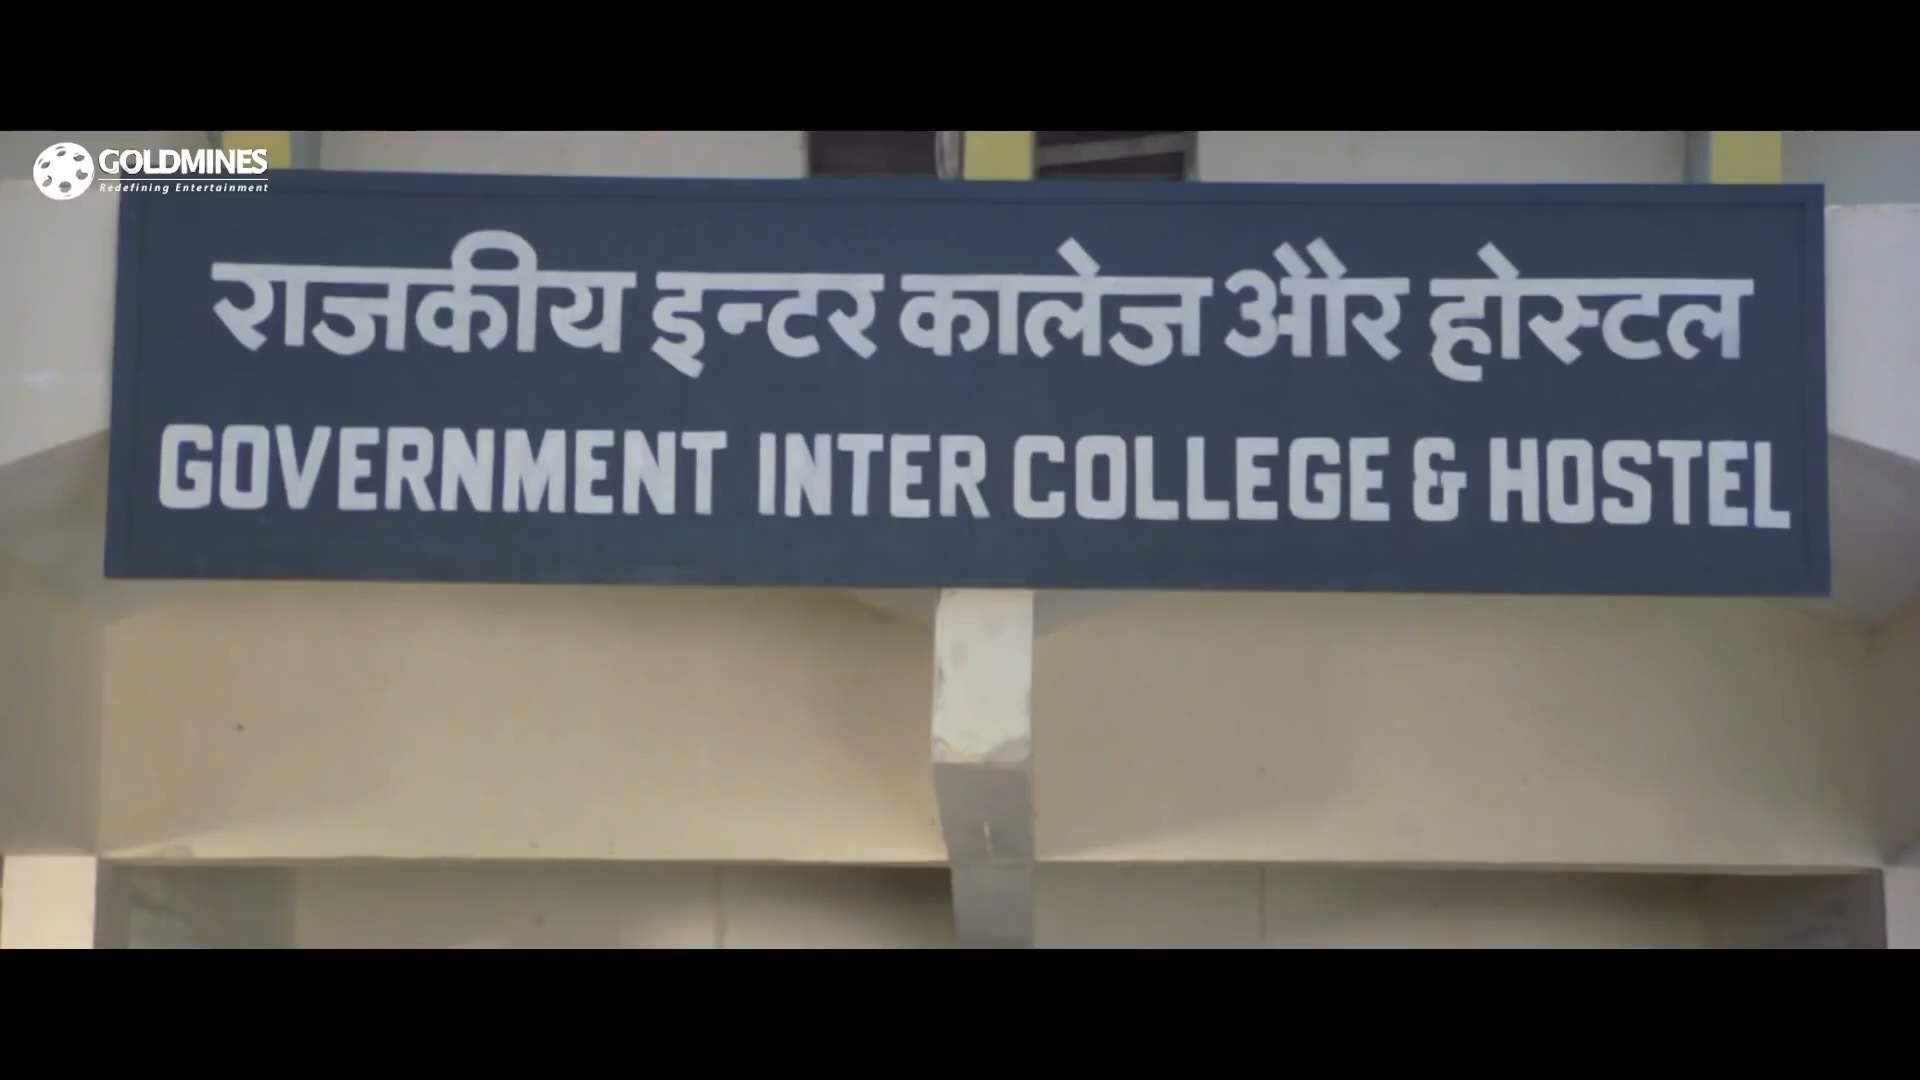 GOLDMINES
Redefining Entertainment
राजकीय इन्टर कालेज और होस्टल
GOVERNMENT INTER COLLEGE & HOSTEL